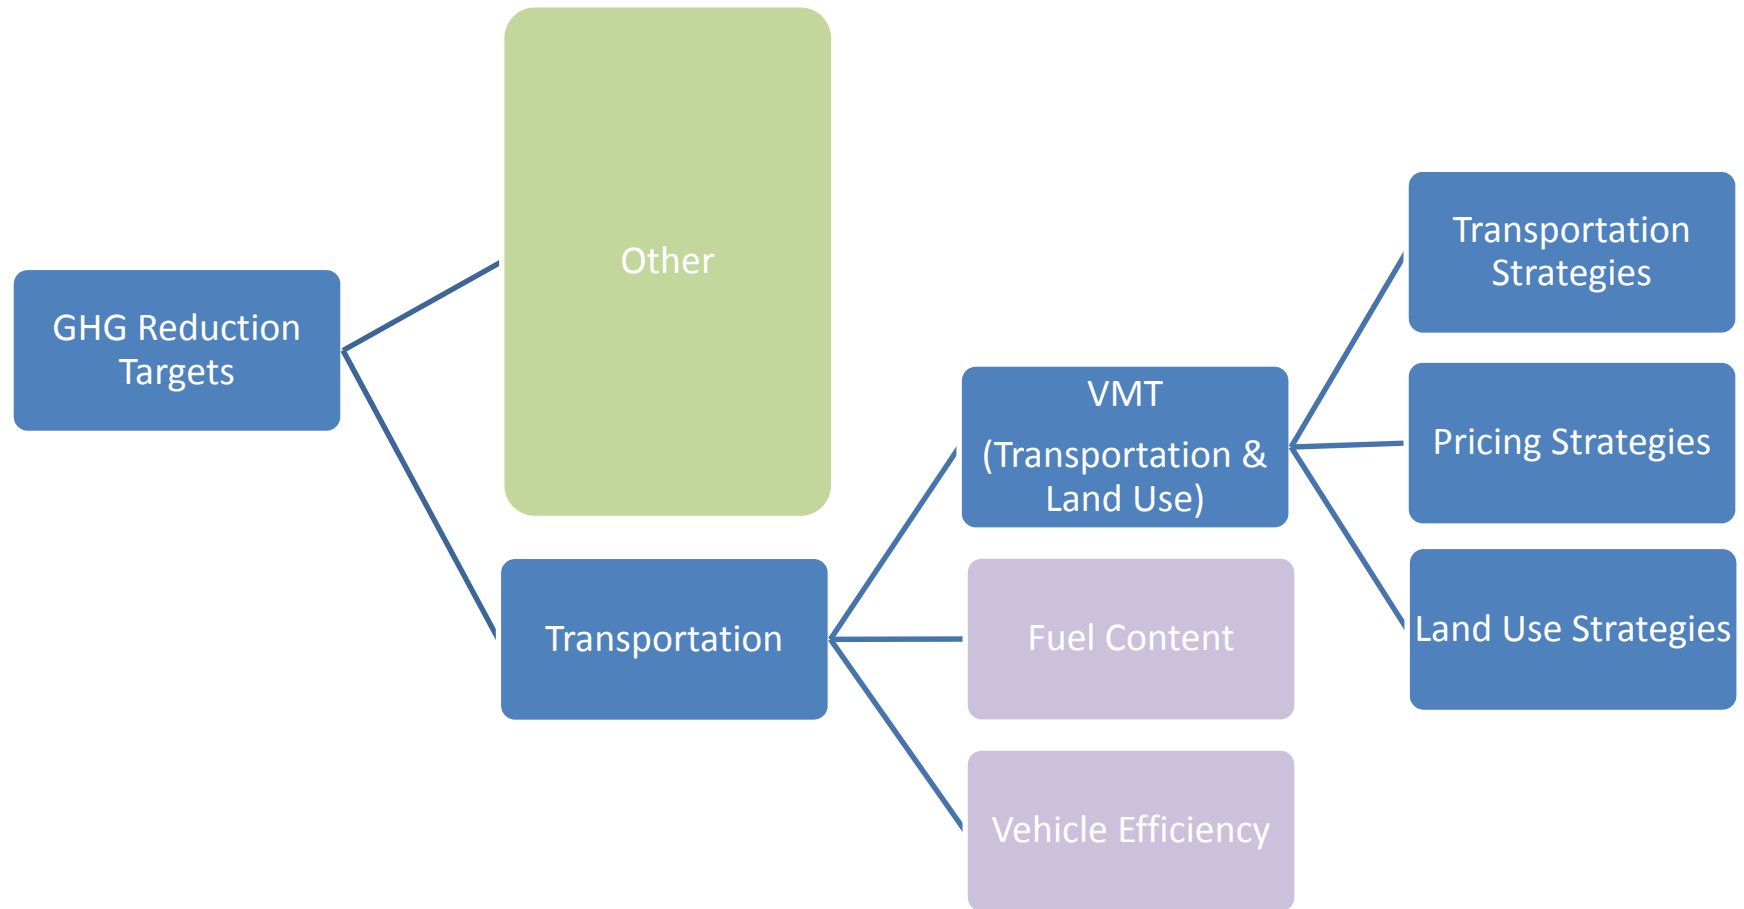 Other
GHG Reduction
Targets
Transportation
VMT
(Transportation &
Land Use)
Fuel Content
Vehicle Efficiency
Transportation
Strategies
Pricing Strategies
Land Use Strategies